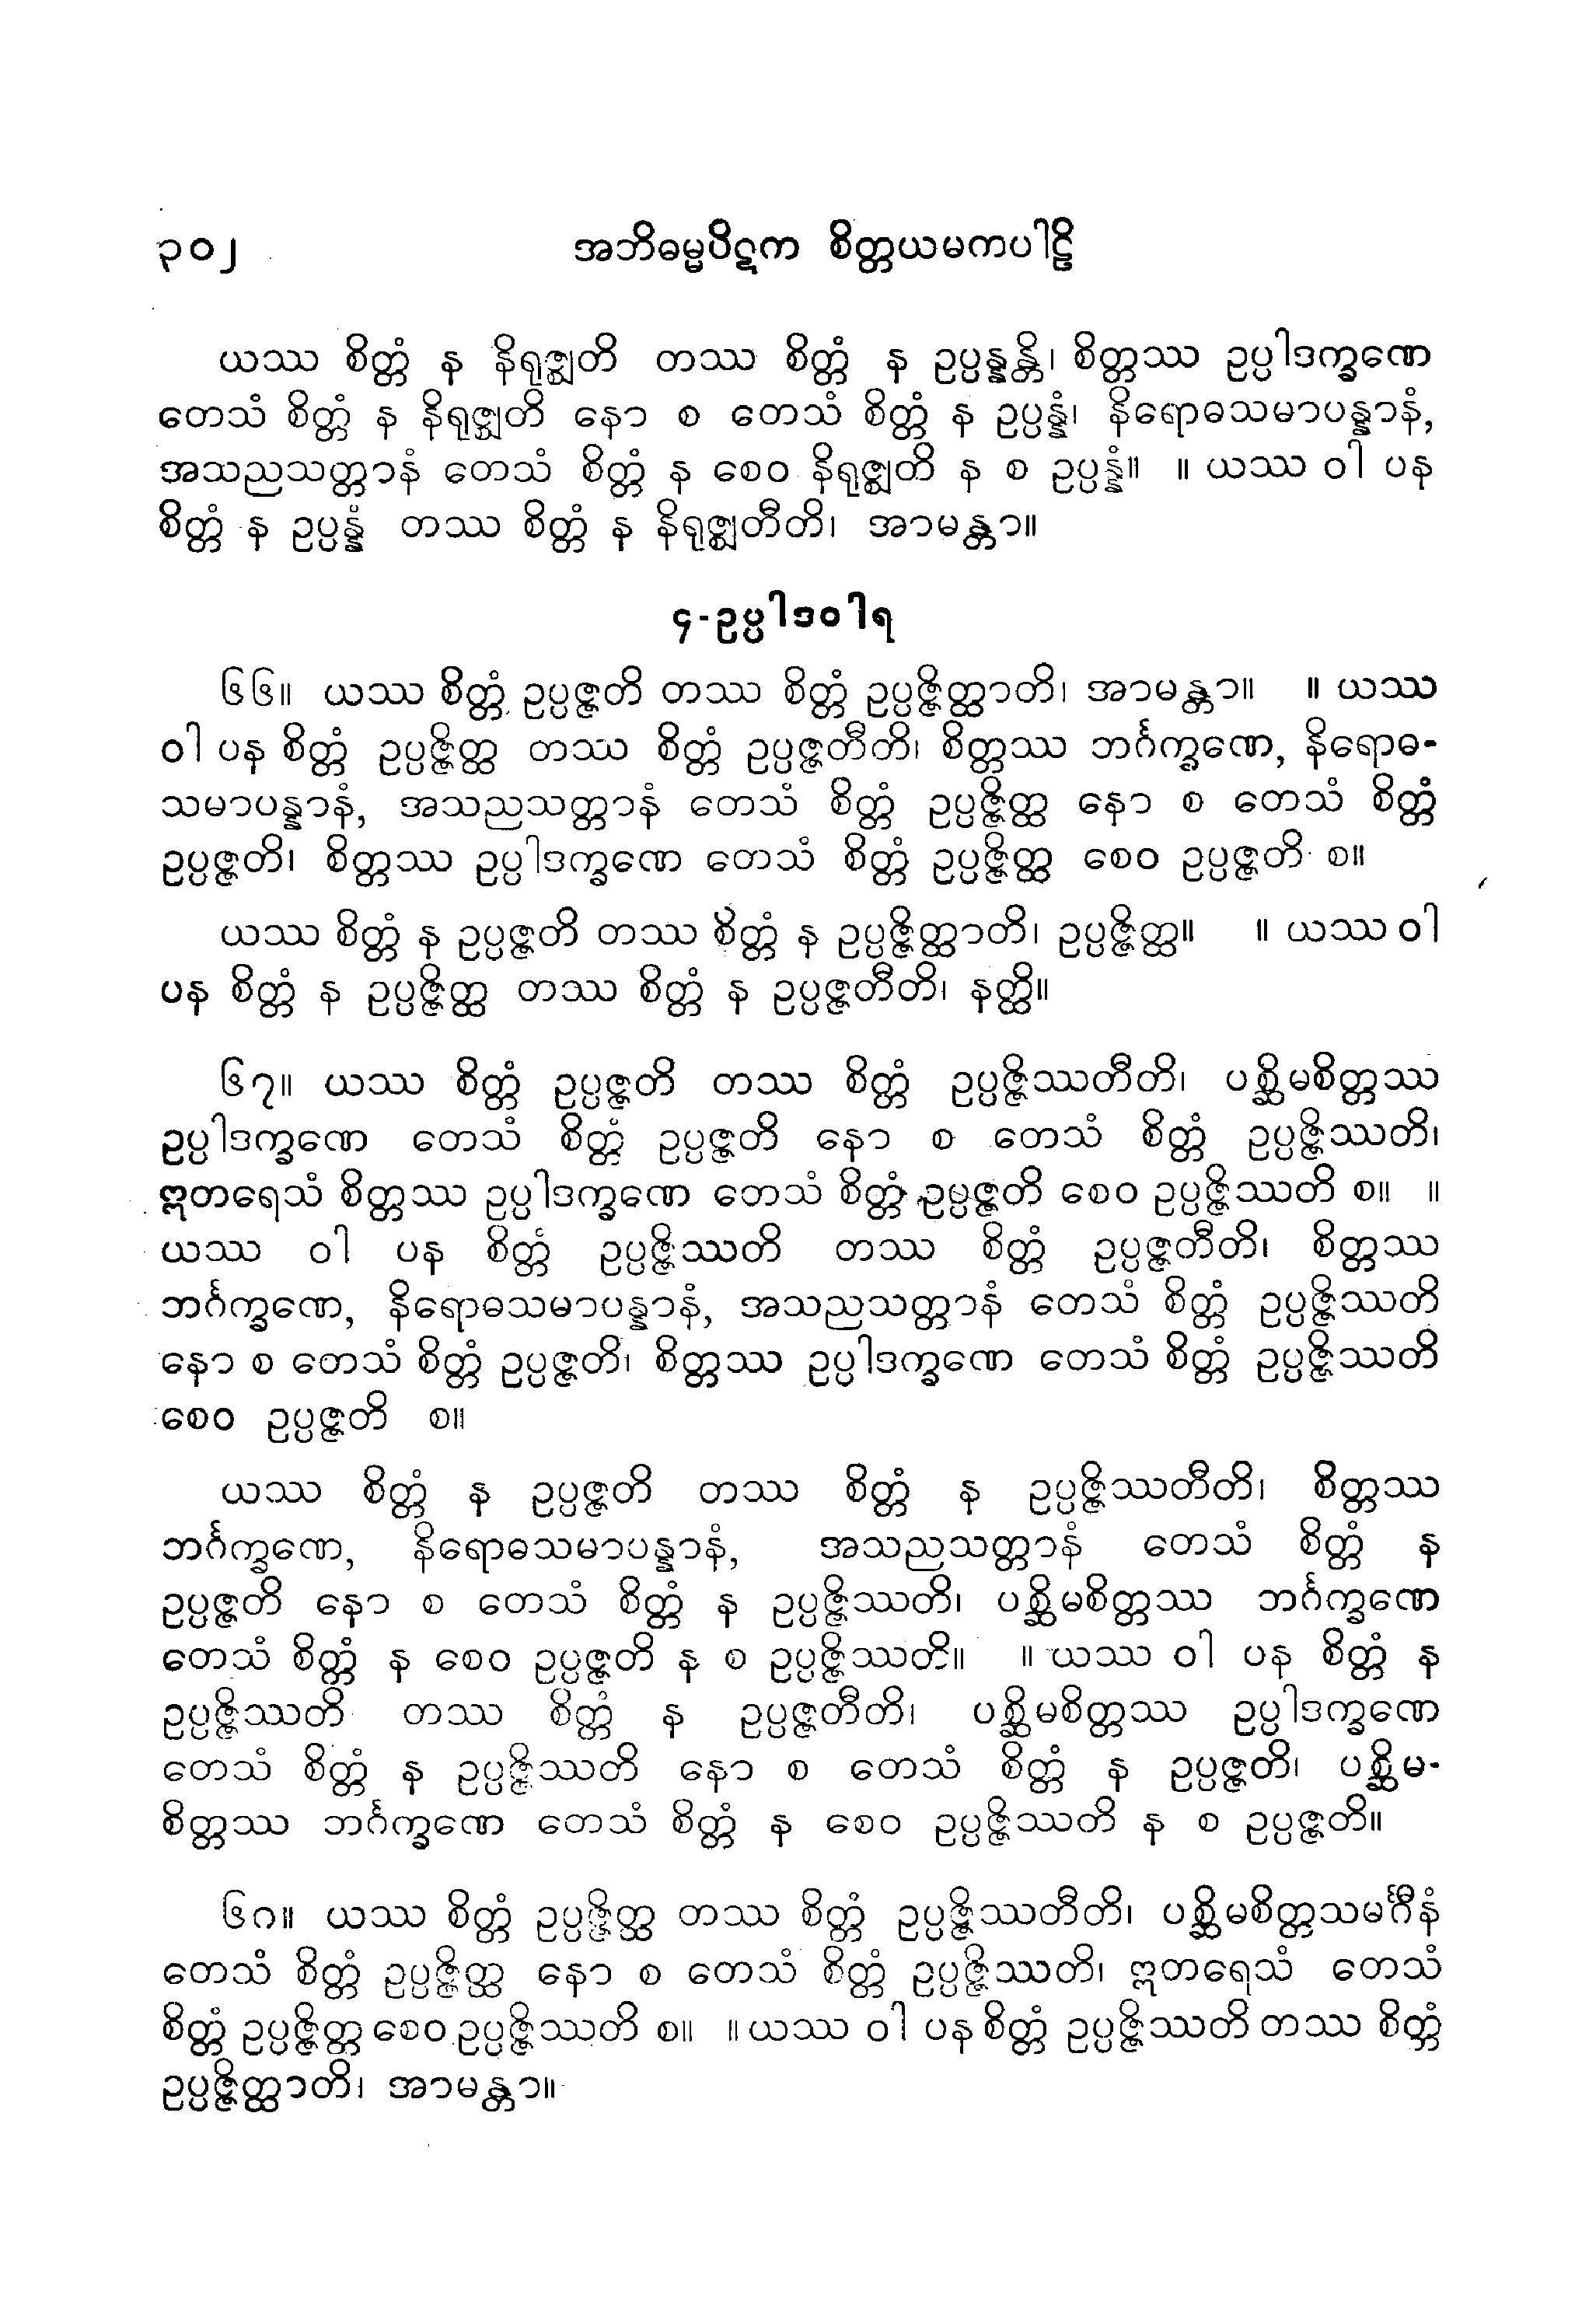 ၃၀၂ အဘိဓမ္မပိဋက စိတ္တယမကပါဠိ
ယဿ စိတ္တံ န နိရုဇ္ဈတိ တဿ စိတ္တံ န ဥပ္ပန္နန္တိ၊ စိတ္တဿ ဥပ္ပါဒက္ခဏေ
တေသံ စိတ္တံ န နိရုဇ္ဈတိ နော စ တေသံ စိတ္တံ န ဥပ္ပန္နံ၊ နိရောဓသမာပန္နာနံ,
အသညသတ္တာနံ တေသံ စိတ္တံ န စေဝ နိရုဇ္ဈတိ န စ ဥပ္ပန္နံ။ ။ ယဿ ဝါ ပန
စိတ္တံ န ဥပ္ပန္နံ တဿ စိတ္တံ န နိရုဇ္ဈတီတိ၊ အာမန္တာ။
၄-ဥပ္ပါဒဝါရ
၆၆။ ယဿ စိတ္တံ ဥပ္ပဇ္ဇတိ တဿ စိတ္တံ ဥပ္ပဇ္ဇိတ္ထာတိ၊ အာမန္တာ။ ။ ယဿ
ဝါ ပန စိတ္တံ ဥပ္ပဇ္ဇိတ္ထ တဿ စိတ္တံ ဥပ္ပဇ္ဇတီတိ၊ စိတ္တဿ ဘင်္ဂက္ခဏေ, နိရောဓ-
သမာပန္နာနံ, အသညသတ္တာနံ တေသံ စိတ္တံ ဥပ္ပဇ္ဇိတ္ထ နော စ တေသံ စိတ္တံ
ဥပ္ပဇ္ဇတိ၊ စိတ္တဿ ဥပ္ပါဒက္ခဏေ တေသံ စိတ္တံ ဥပ္ပဇ္ဇိတ္ထ စေဝ ဥပ္ပဇ္ဇတိ စ။
ယဿ စိတ္တံ န ဥပ္ပဇ္ဇတိ တဿ စိတ္တံ န ဥပ္ပဇ္ဇိတ္ထာတိ၊ ဥပ္ပဇ္ဇိတ္ထ။ ။ ယဿ ဝါ
ပန စိတ္တံ န ဥပ္ပဇ္ဇိတ္ထ တဿ စိတ္တံ န ဥပ္ပဇ္ဇတီတိ၊ နတ္ထိ။
၆၇။ ယဿ စိတ္တံ ဥပ္ပဇ္ဇတိ တဿ စိတ္တံ ဥပ္ပဇ္ဇိဿတီတိ၊ ပစ္ဆိမစိတ္တဿ
ဥပ္ပါဒက္ခဏေ တေသံ စိတ္တံ ဥပ္ပဇ္ဇတိ နော စ တေသံ စိတ္တံ ဥပ္ပဇ္ဇိဿတိ၊
ဣတရေသံ စိတ္တဿ ဥပ္ပါဒက္ခဏေ တေသံ စိတ္တံ ဥပ္ပဇ္ဇတိ စေဝ ဥပ္ပဇ္ဇိဿတိ စ။ ။
ယဿ ဝါ ပန စိတ္တံ ဥပ္ပဇ္ဇိဿတိ တဿ စိတ္တံ ဥပ္ပဇ္ဇတီတိ၊ စိတ္တဿ
ဘင်္ဂက္ခဏေ, နိရောဓသမာပန္နာနံ, အသညသတ္တာနံ တေသံ စိတ္တံ ဥပ္ပဇ္ဇိဿတိ
နော စ တေသံ စိတ္တံ ဥပ္ပဇ္ဇတိ၊ စိတ္တဿ ဥပ္ပါဒက္ခဏေ တေသံ စိတ္တံ ဥပ္ပဇ္ဇိဿတိ
စေဝ ဥပ္ပဇ္ဇတိ စ။
ယဿ စိတ္တံ န ဥပ္ပဇ္ဇတိ တဿ စိတ္တံ န ဥပ္ပဇ္ဇိဿတီတိ၊ စိတ္တဿ
ဘင်္ဂက္ခဏေ, နိရောဓသမာပန္နာနံ, အသညသတ္တာနံ တေသံ စိတ္တံ န
ဥပ္ပဇ္ဇတိ နော စ တေသံ စိတ္တံ န ဥပ္ပဇ္ဇိဿတိ၊ ပစ္ဆိမစိတ္တဿ ဘင်္ဂက္ခဏေ
တေသံ စိတ္တံ န စေဝ ဥပ္ပဇ္ဇတိ န စ ဥပ္ပဇ္ဇိဿတိ။ ။ ယဿ ဝါ ပန စိတ္တံ န
ဥပ္ပဇ္ဇိဿတိ တဿ စိတ္တံ န ဥပ္ပဇ္ဇတီတိ၊ ပစ္ဆိမစိတ္တဿ ဥပ္ပါဒက္ခဏေ
တေသံ စိတ္တံ န ဥပ္ပဇ္ဇိဿတိ နော စ တေသံ စိတ္တံ န ဥပ္ပဇ္ဇတိ၊ ပစ္ဆိမ-
စိတ္တဿ ဘင်္ဂက္ခဏေ တေသံ စိတ္တံ န စေဝ ဥပ္ပဇ္ဇိဿတိ န စ ဥပ္ပဇ္ဇတိ။
၆၈။ ယဿ စိတ္တံ ဥပ္ပဇ္ဇိတ္ထ တဿ စိတ္တံ ဥပ္ပဇ္ဇိဿတီတိ၊ ပစ္ဆိမစိတ္တသမင်္ဂီနံ
တေသံ စိတ္တံ ဥပ္ပဇ္ဇိတ္ထ နော စ တေသံ စိတ္တံ ဥပ္ပဇ္ဇိဿတိ၊ ဣတရေသံ တေသံ
စိတ္တံ ဥပ္ပဇ္ဇိတ္ထ စေဝ ဥပ္ပဇ္ဇိဿတိ စ။ ။ ယဿ ဝါ ပန စိတ္တံ ဥပ္ပဇ္ဇိဿတိ တဿ စိတ္တံ
ဥပ္ပဇ္ဇိတ္ထာတိ၊ အာမန္တာ။